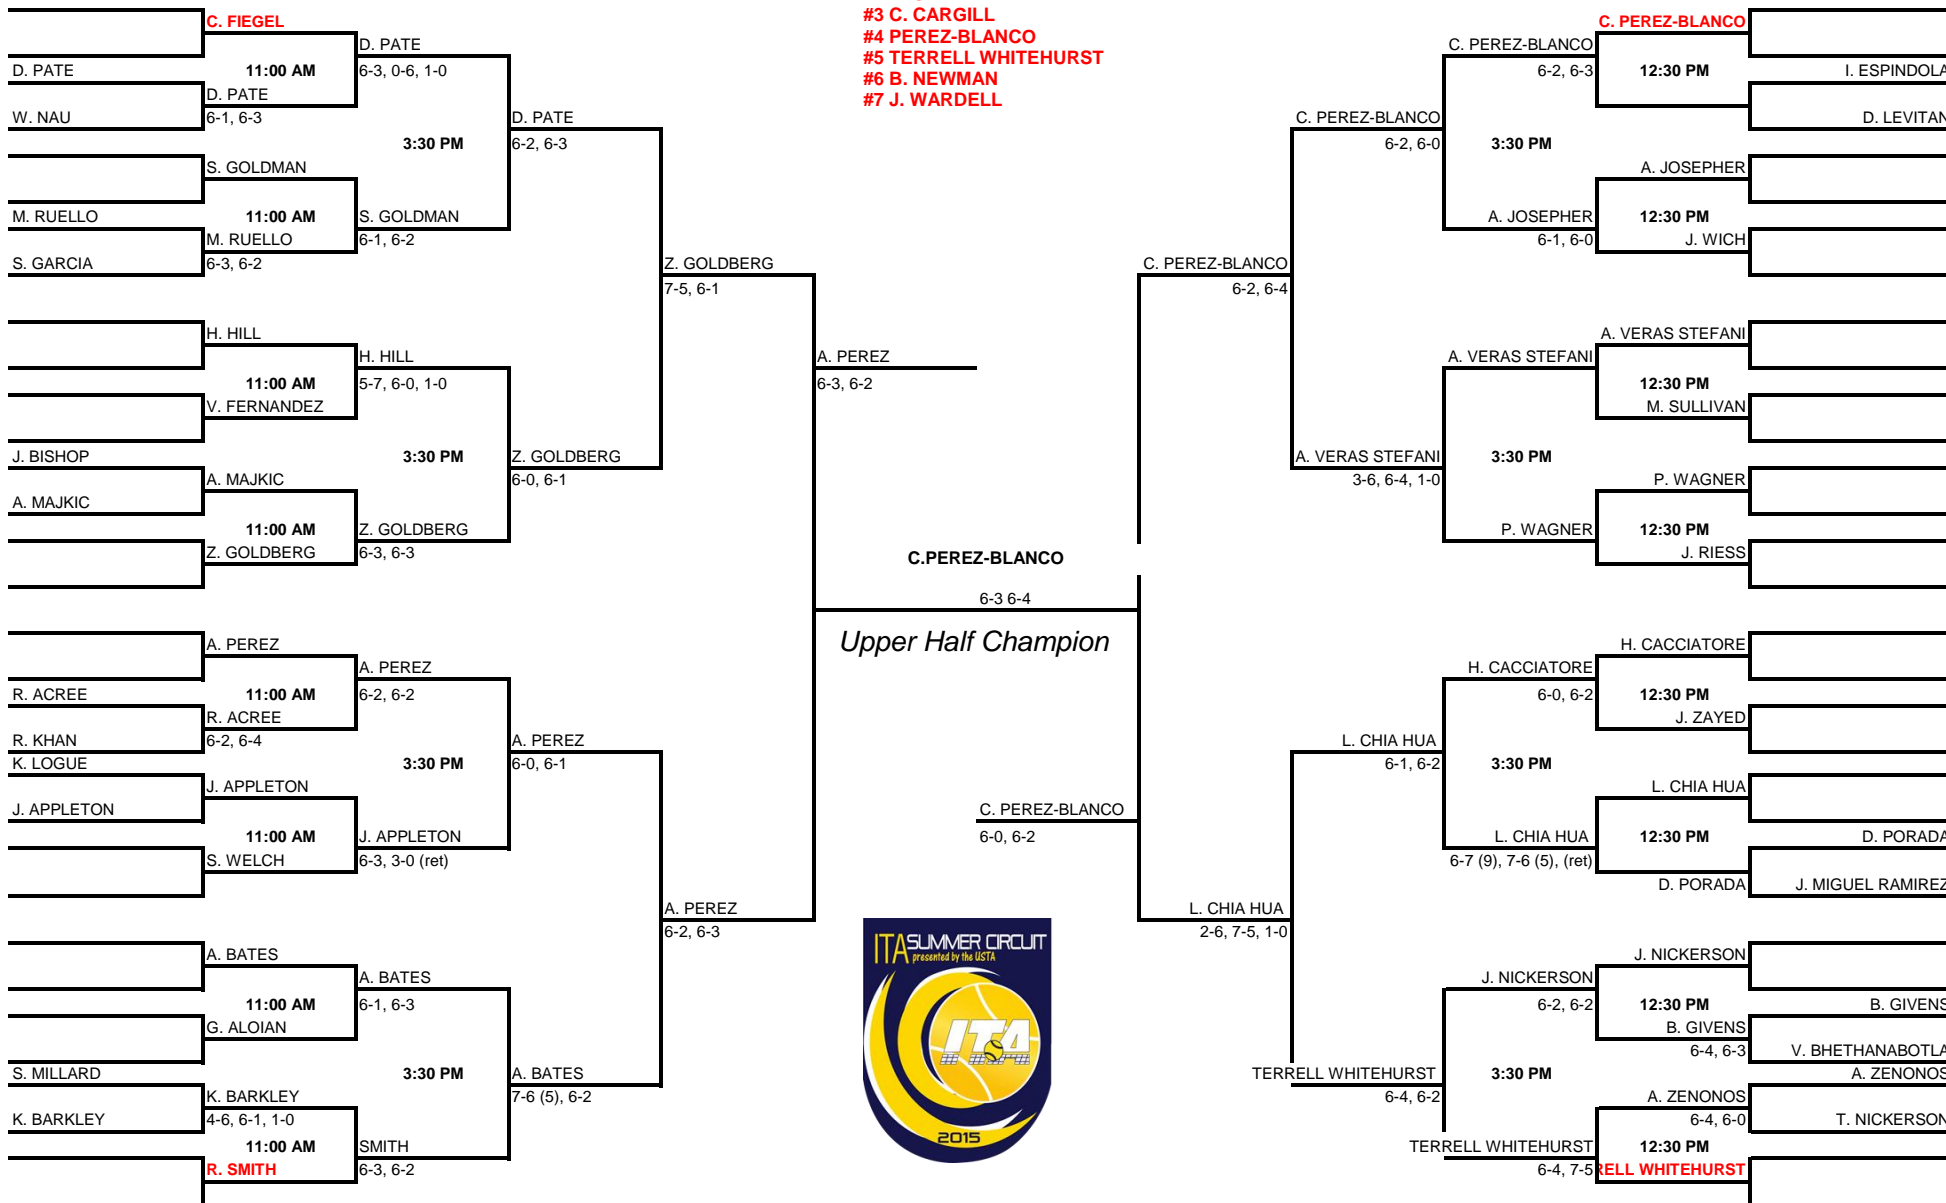 #3 C. CARGILL
#4 PEREZ-BLANCO
#5 TERRELL WHITEHURST
#6 B. NEWMAN
#7 J. WARDELL
C. FIEGEL
D. PATE
D. PATE
11:00 AM
6-3, 0-6, 1-0
D. PATE
W. NAU
6-1, 6-3
D. PATE
3:30 PM
6-2, 6-3
S. GOLDMAN
M. RUELLO
11:00 AM
S. GOLDMAN
M. RUELLO
6-1, 6-2
S. GARCIA
6-3, 6-2
Z. GOLDBERG
7-5, 6-1
H. HILL
H. HILL
11:00 AM
5-7, 6-0, 1-0
V. FERNANDEZ
J. BISHOP
3:30 PM
Z. GOLDBERG
A. MAJKIC
6-0, 6-1
A. MAJKIC
11:00 AM
Z. GOLDBERG
Z. GOLDBERG
6-3, 6-3
A. PEREZ
6-3, 6-2
A. PEREZ
A. PEREZ
R. ACREE
11:00 AM
6-2, 6-2
R. ACREE
R. KHAN
6-2, 6-4
A. PEREZ
K. LOGUE
3:30 PM
6-0, 6-1
J. APPLETON
J. APPLETON
11:00 AM
J. APPLETON
S. WELCH
6-3, 3-0 (ret)
A. PEREZ
6-2, 6-3
A. BATES
A. BATES
11:00 AM
6-1, 6-3
G. ALOIAN
S. MILLARD
3:30 PM
A. BATES
K. BARKLEY
7-6 (5), 6-2
K. BARKLEY
4-6, 6-1, 1-0
11:00 AM
SMITH
R. SMITH
6-3, 6-2
C.PEREZ-BLANCO
6-3 6-4
Upper Half Champion
C. PEREZ-BLANCO
6-0, 6-2
ITA SUMMER CIRCUIT
presented by the USTA
ITA
2015
C. PEREZ-BLANCO
C. PEREZ-BLANCO
6-2, 6-3
12:30 PM
I. ESPINDOLA
C. PEREZ-BLANCO
D. LEVITAN
6-2, 6-0
3:30 PM
A. JOSEPHER
A. JOSEPHER
12:30 PM
6-1, 6-0
J. WICH
C. PEREZ-BLANCO
6-2, 6-4
A. VERAS STEFANI
A. VERAS STEFANI
12:30 PM
M. SULLIVAN
A. VERAS STEFANI
3:30 PM
3-6, 6-4, 1-0
P. WAGNER
P. WAGNER
12:30 PM
J. RIESS
H. CACCIATORE
H. CACCIATORE
6-0, 6-2
12:30 PM
J. ZAYED
L. CHIA HUA
6-1, 6-2
3:30 PM
L. CHIA HUA
L. CHIA HUA
12:30 PM
D. PORADA
6-7 (9), 7-6 (5), (ret)
D. PORADA
J. MIGUEL RAMIREZ
L. CHIA HUA
2-6, 7-5, 1-0
J. NICKERSON
J. NICKERSON
6-2, 6-2
12:30 PM
B. GIVENS
B. GIVENS
6-4, 6-3
V. BHETHANABOTLA
TERRELL WHITEHURST
3:30 PM
A. ZENONOS
6-4, 6-2
A. ZENONOS
6-4, 6-0
T. NICKERSON
TERRELL WHITEHURST
12:30 PM
6-4, 7-5
RELL WHITEHURST